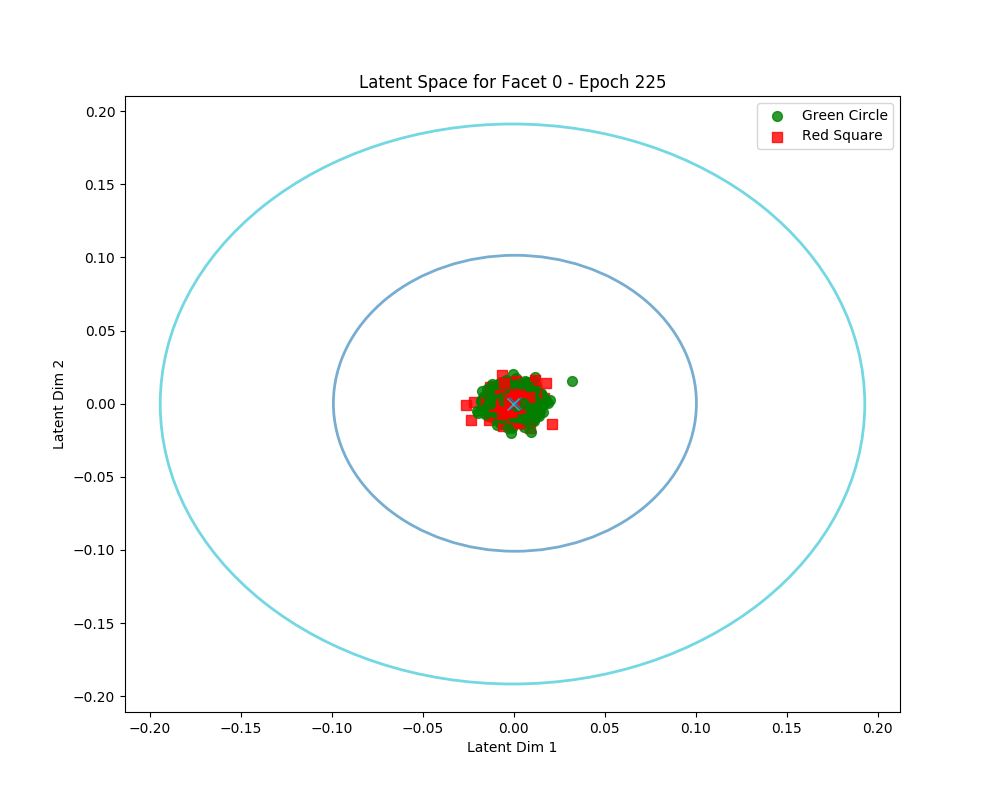 Latent Space for Facet 0 - Epoch 225
Green Circle
Red Square
0.20
0.15
0.10
0.05
0.00
−0.05
−0.10
−0.15
−0.20
Latent Dim 2
−0.20 −0.15 −0.10 −0.05 0.00 0.05 0.10 0.15 0.20
Latent Dim 1